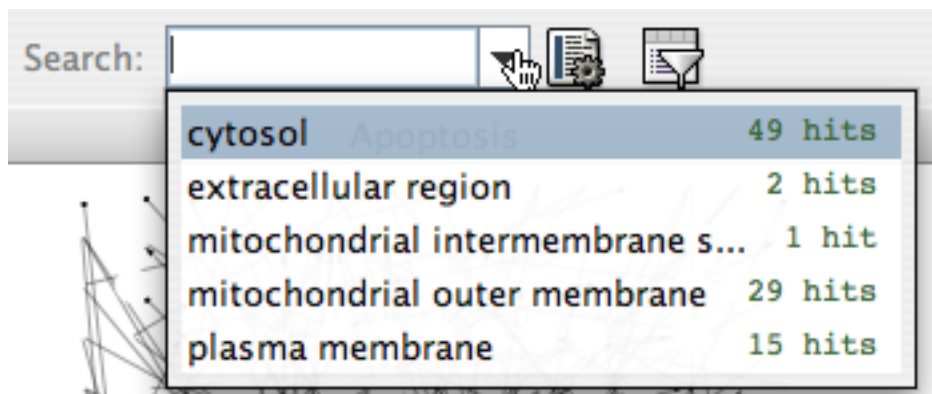 Search:
cytosol 49 hits
Apoptosis
extracellular region 2 hits
mitochondrial intermembrane s... 1 hit
mitochondrial outer membrane 29 hits
plasma membrane 15 hits